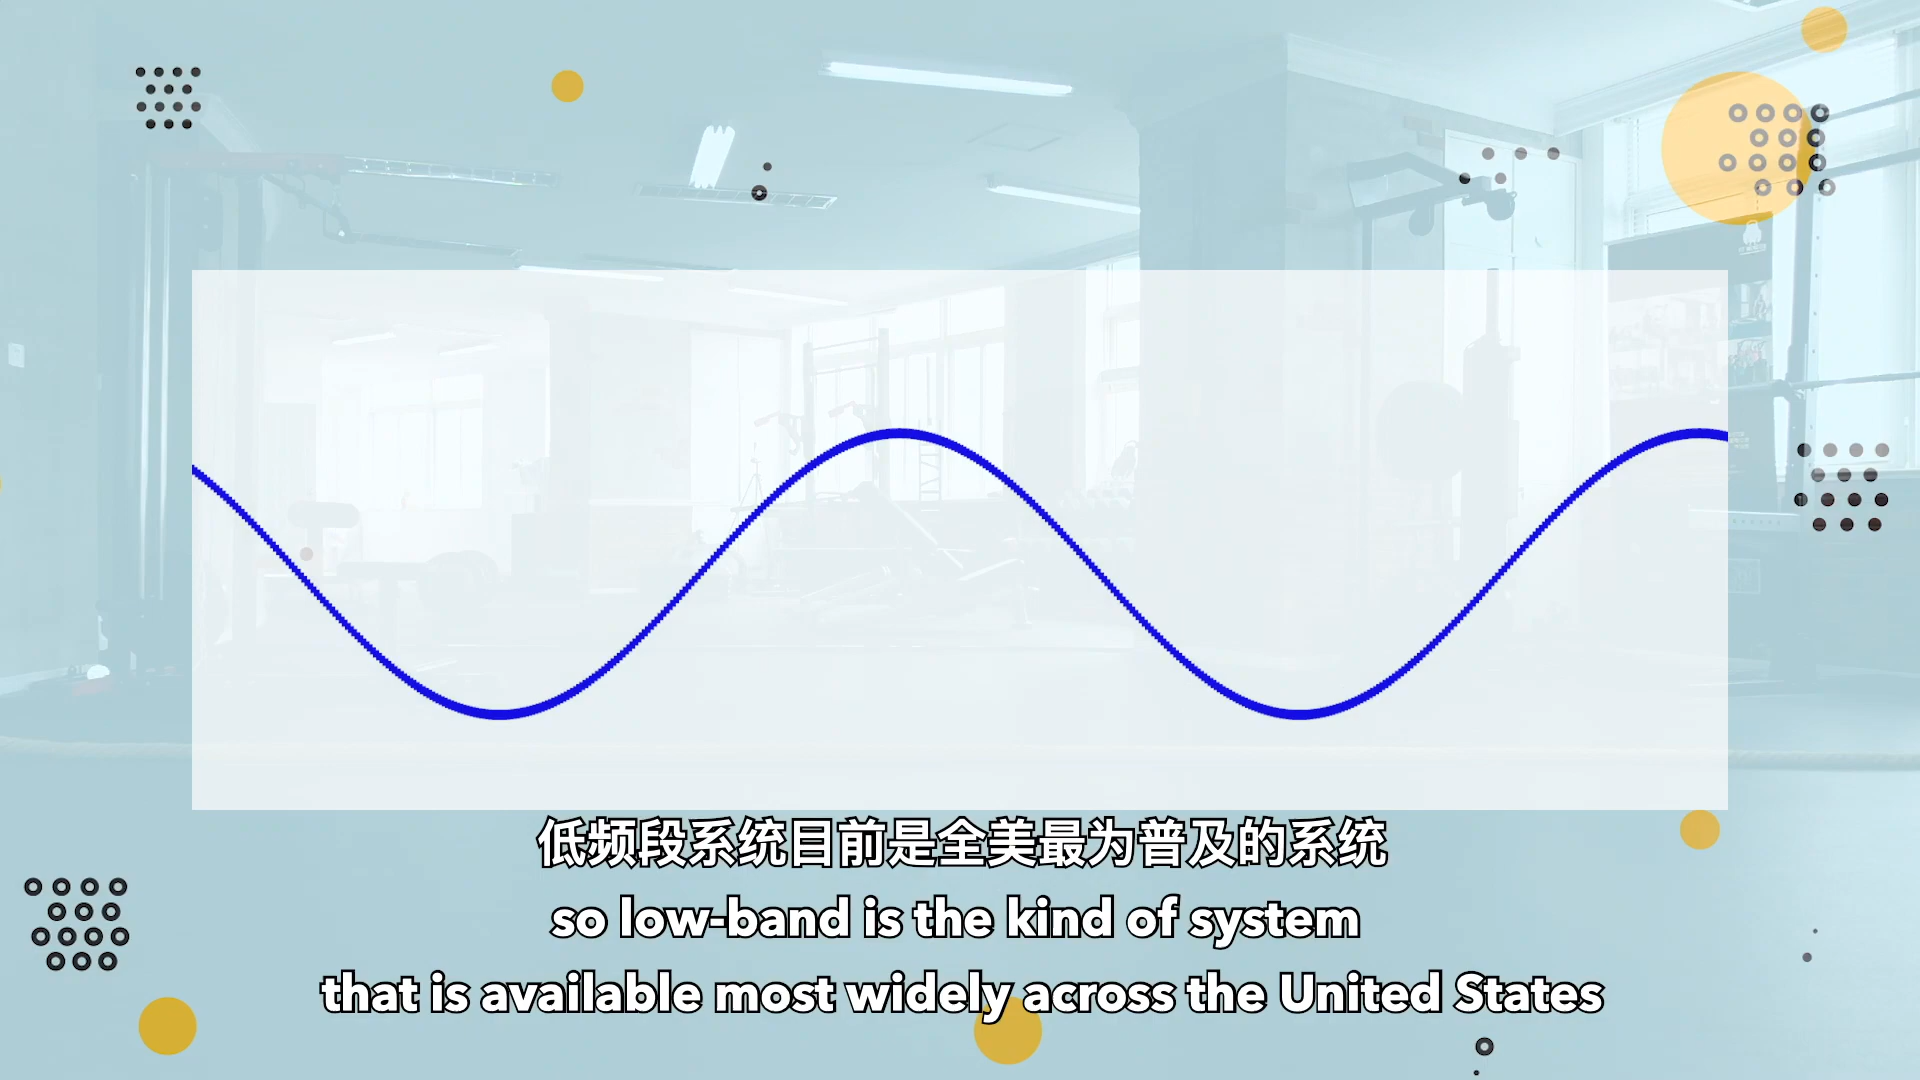 低频段系统目前是全美最为普及的系统
so low-band is the kind of system
that is available most widely across the United States